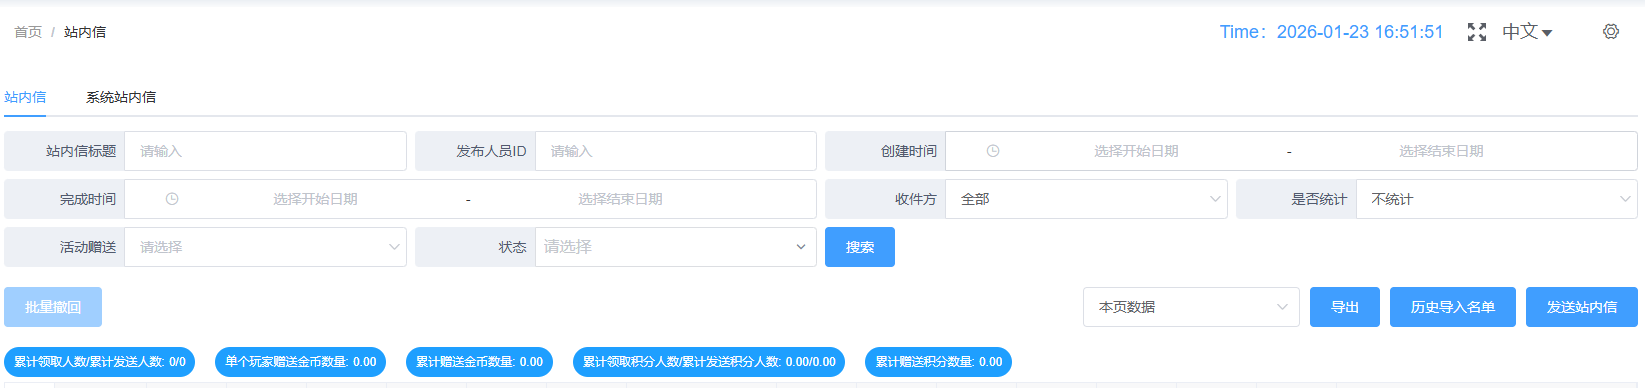 首页 / 站内信
Time：2026-01-23 16:51:51 中文
站内信 系统站内信
站内信标题 请输入 发布人员ID 请输入 创建时间 选择开始日期 - 选择结束日期
完成时间 选择开始日期 - 选择结束日期 收件方 全部 是否统计 不统计
活动赠送 请选择 状态 请选择 搜索
批量撤回 本页数据 导出 历史导入名单 发送站内信
累计领取人数/累计发送人数: 0/0 单个玩家赠送金币数量: 0.00 累计赠送金币数量: 0.00 累计领取积分人数/累计发送积分人数: 0.00/0.00 累计赠送积分数量: 0.00